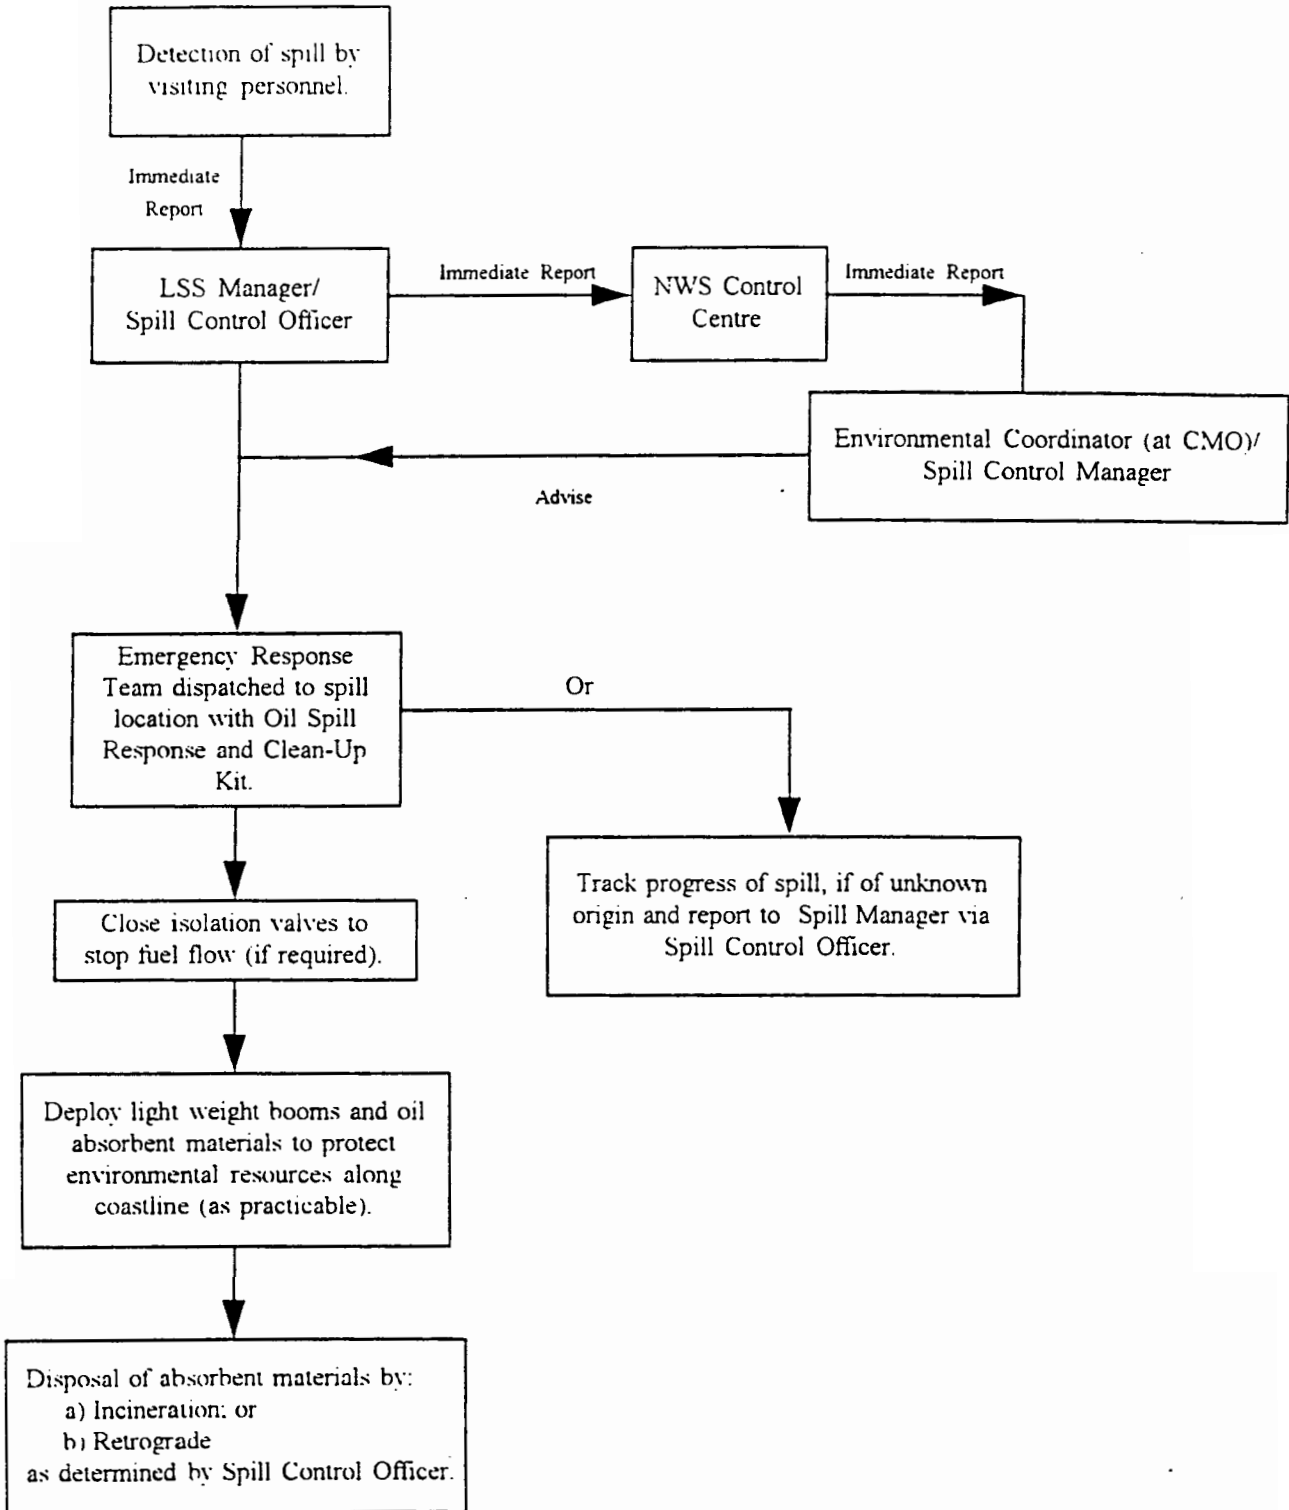 Detection of spill by
visiting personnel.
Immediate
Report
LSS Manager/
Spill Control Officer
Immediate Report
NWS Control
Centre
Immediate Report
Environmental Coordinator (at CMO)/
Spill Control Manager
Advise
Emergency Response
Team dispatched to spill
location with Oil Spill
Response and Clean-Up
Kit.
Or
Close isolation valves to
stop fuel flow (if required).
Track progress of spill, if of unknown
origin and report to Spill Manager via
Spill Control Officer.
Deploy light weight booms and oil
absorbent materials to protect
environmental resources along
coastline (as practicable).
Disposal of absorbent materials by:
a) Incineration; or
b) Retrograde
as determined by Spill Control Officer.